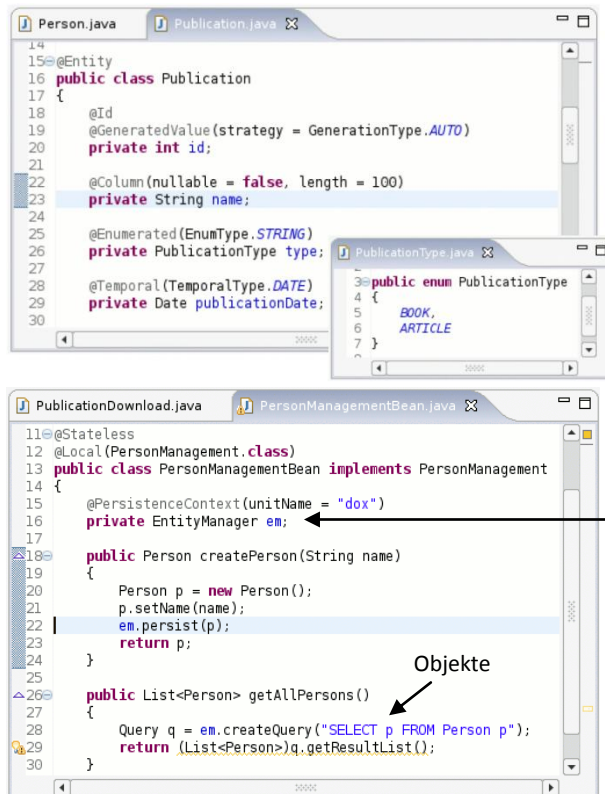 Person.java Publication.java
14
15 @Entity
16 public class Publication
17 {
18 @Id
19 @GeneratedValue(strategy = GenerationType.AUTO)
20 private int id;
21
22 @Column(nullable = false, length = 100)
23 private String name;
24
25 @Enumerated(EnumType.STRING)
26 private PublicationType type;
27
28 @Temporal(TemporalType.DATE)
29 private Date publicationDate;
30
PublicationType.java
3 public enum PublicationType
4 {
5 BOOK,
6 ARTICLE
7 }
PublicationDownload.java PersonManagementBean.java
11 @Stateless
12 @Local(PersonManagement.class)
13 public class PersonManagementBean implements PersonManagement
14 {
15 @PersistenceContext(unitName = "dox")
16 private EntityManager em;
17
18 public Person createPerson(String name)
19 {
20 Person p = new Person();
21 p.setName(name);
22 em.persist(p);
23 return p;
24 }
Objekte
25
26 public List<Person> getAllPersons()
27 {
28 Query q = em.createQuery("SELECT p FROM Person p");
29 return (List<Person>)q.getResultList();
30 }